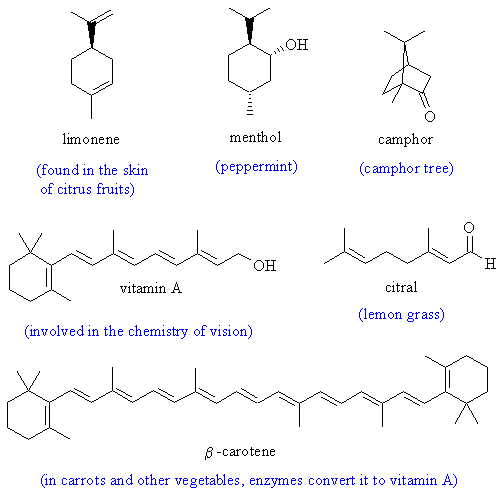 limonene
(found in the skin
of citrus fruits)
OH
menthol
(peppermint)
O
camphor
(camphor tree)
OH
vitamin A
(involved in the chemistry of vision)
O
H
citral
(lemon grass)
β-carotene
(in carrots and other vegetables, enzymes convert it to vitamin A)